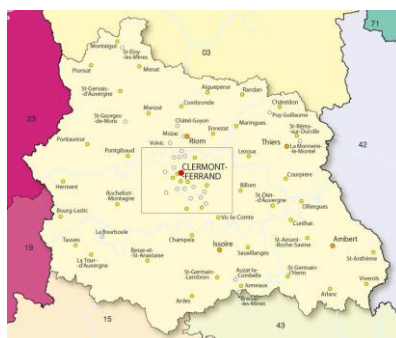 71
03
23
42
19
15
43
Montaigut
St-Eloy-
les-Mines
Pionsat
Menat
St-Gervais-
d'Auvergne
Aigueperse
Randan
Combronde
Manzat
Châtel-Guyon
Châteldon
Puy-Guillaume
St-Georges-
de-Mons
Maringues
Ennezat
Mozac
Riom
Volvic
Thiers
St-Rémy-
sur-Durolle
La Monnerie-
le-Montel
Pontaumur
Pontgibaud
Lezoux
CLERMONT-
FERRAND
Courpière
Herment
Rochefort-
Montagne
Billom
St-Dier-
d'Auvergne
Olliergues
Bourg-Lastic
Vic-le-Comte
Cunlhat
La Bourboule
Tauves
Champeix
Issoire
St-Amant-
Roche-Savine
Ambert
Besse-et-
St-Anastaise
Sauxillanges
La Tour-
d'Auvergne
St-Anthème
St-Germain-
Lembron
Auzat-la-
Combelle
St-Germain-
l'Herm
Jumeaux
Viverols
Ardes
Brassac-
les-Mines
Arlanc